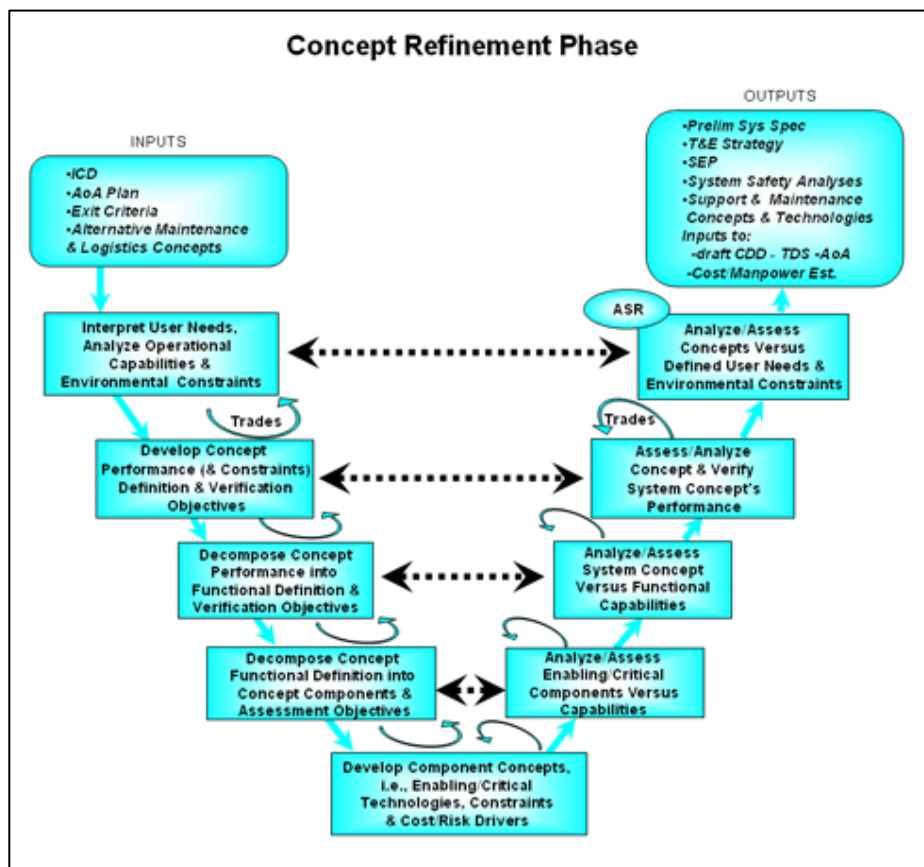 Concept Refinement Phase
INPUTS
•ICD
•AoA Plan
•Exit Criteria
•Alternative Maintenance
& Logistics Concepts
OUTPUTS
•Prelim Sys Spec
•T&E Strategy
•SEP
•System Safety Analyses
•Support & Maintenance
Concepts & Technologies
Inputs to:
-draft CDD - TDS -AoA
-Cost/Manpower Est.
ASR
Interpret User Needs,
Analyze Operational
Capabilities &
Environmental Constraints
Analyze/Assess
Concepts Versus
Defined User Needs &
Environmental Constraints
Trades
Trades
Develop Concept
Performance (& Constraints)
Definition & Verification
Objectives
Assess/Analyze
Concept & Verify
System Concept's
Performance
Decompose Concept
Performance into
Functional Definition &
Verification Objectives
Analyze/Assess
System Concept
Versus Functional
Capabilities
Decompose Concept
Functional Definition into
Concept Components &
Assessment Objectives
Analyze/Assess
Enabling/Critical
Components Versus
Capabilities
Develop Component Concepts,
i.e., Enabling/Critical
Technologies, Constraints
& Cost/Risk Drivers